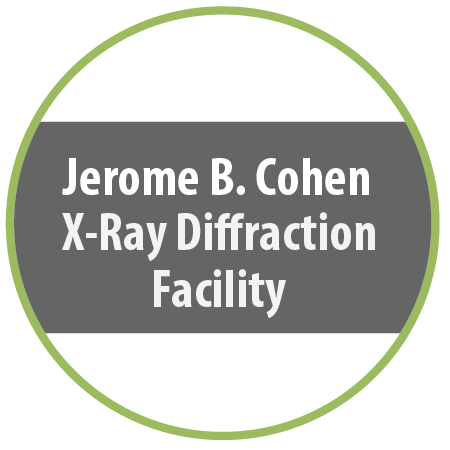 Jerome B. Cohen
X-Ray Diffraction
Facility